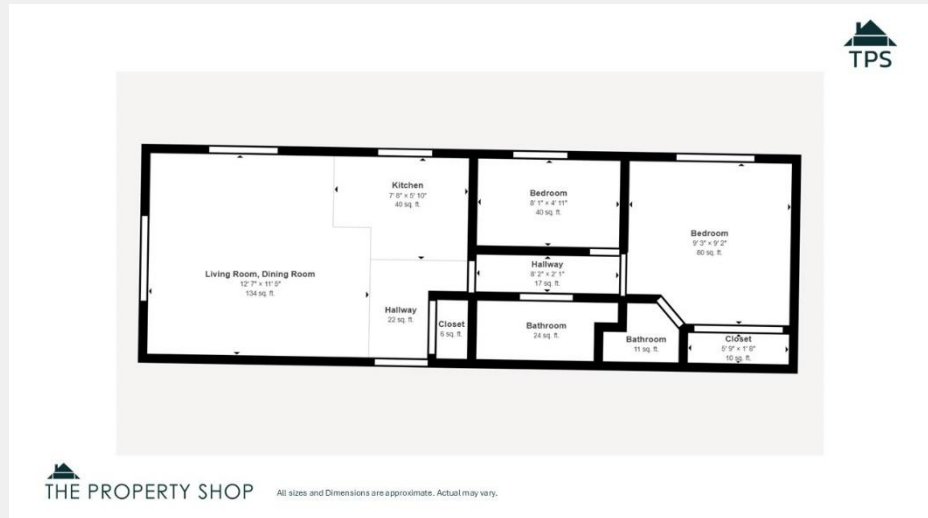 TPS
Kitchen
7' 6" × 5' 10"
40 sq. ft.
Bedroom
8' 1" × 4' 11"
40 sq. ft.
Bedroom
9' 3" × 9' 2"
80 sq. ft.
Living Room, Dining Room
12' 7" × 11' 5"
134 sq. ft.
Hallway
8' 2" × 2' 1"
17 sq. ft.
Hallway
22 sq. ft.
Closet
6 sq. ft.
Bathroom
24 sq. ft.
Bathroom
11 sq. ft.
Closet
5' 9" × 1' 8"
10 sq. ft.
THE PROPERTY SHOP
All sizes and Dimensions are approximate. Actual may vary.